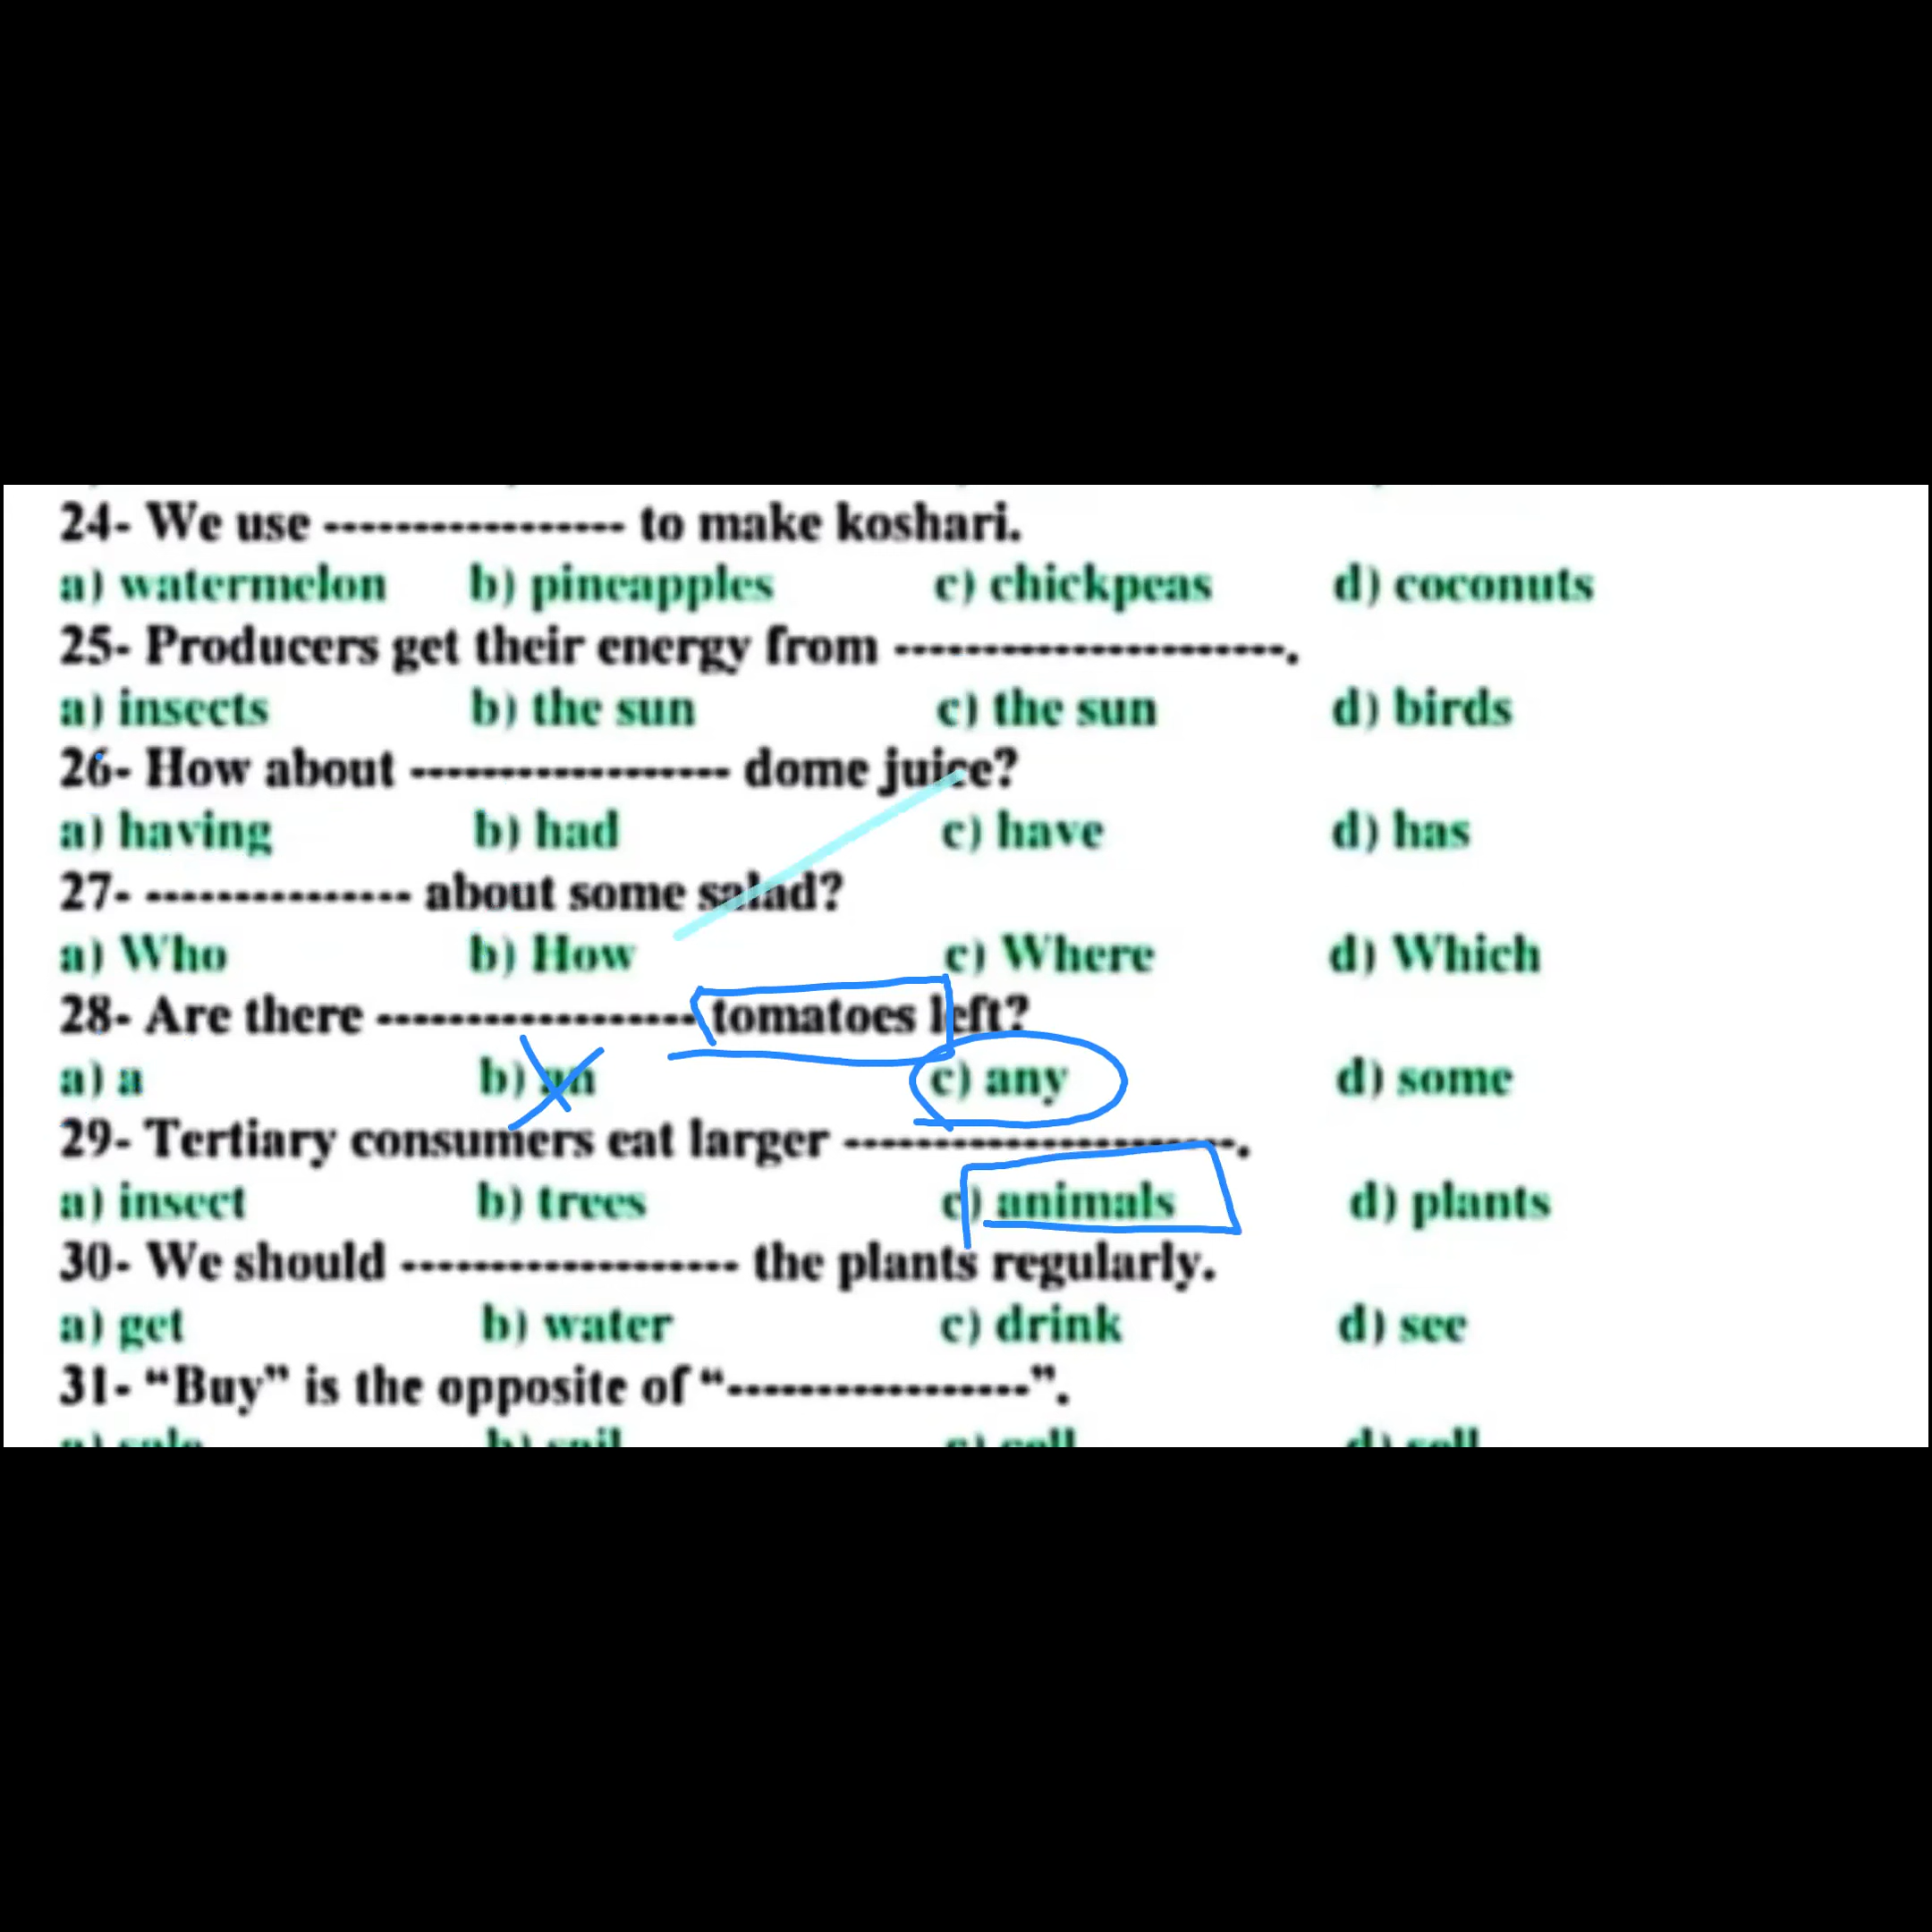 24- We use ----------------- to make koshari.
a) watermelon b) pineapples c) chickpeas d) coconuts
25- Producers get their energy from ----------------------.
a) insects b) the sun c) the sun d) birds
26- How about ------------------ dome juice?
a) having b) had c) have d) has
27- --------------- about some salad?
a) Who b) How c) Where d) Which
28- Are there ------------------ tomatoes left?
a) a b) an c) any d) some
29- Tertiary consumers eat larger ----------------------.
a) insect b) trees c) animals d) plants
30- We should ------------------- the plants regularly.
a) get b) water c) drink d) see
31- “Buy” is the opposite of “-----------------”.